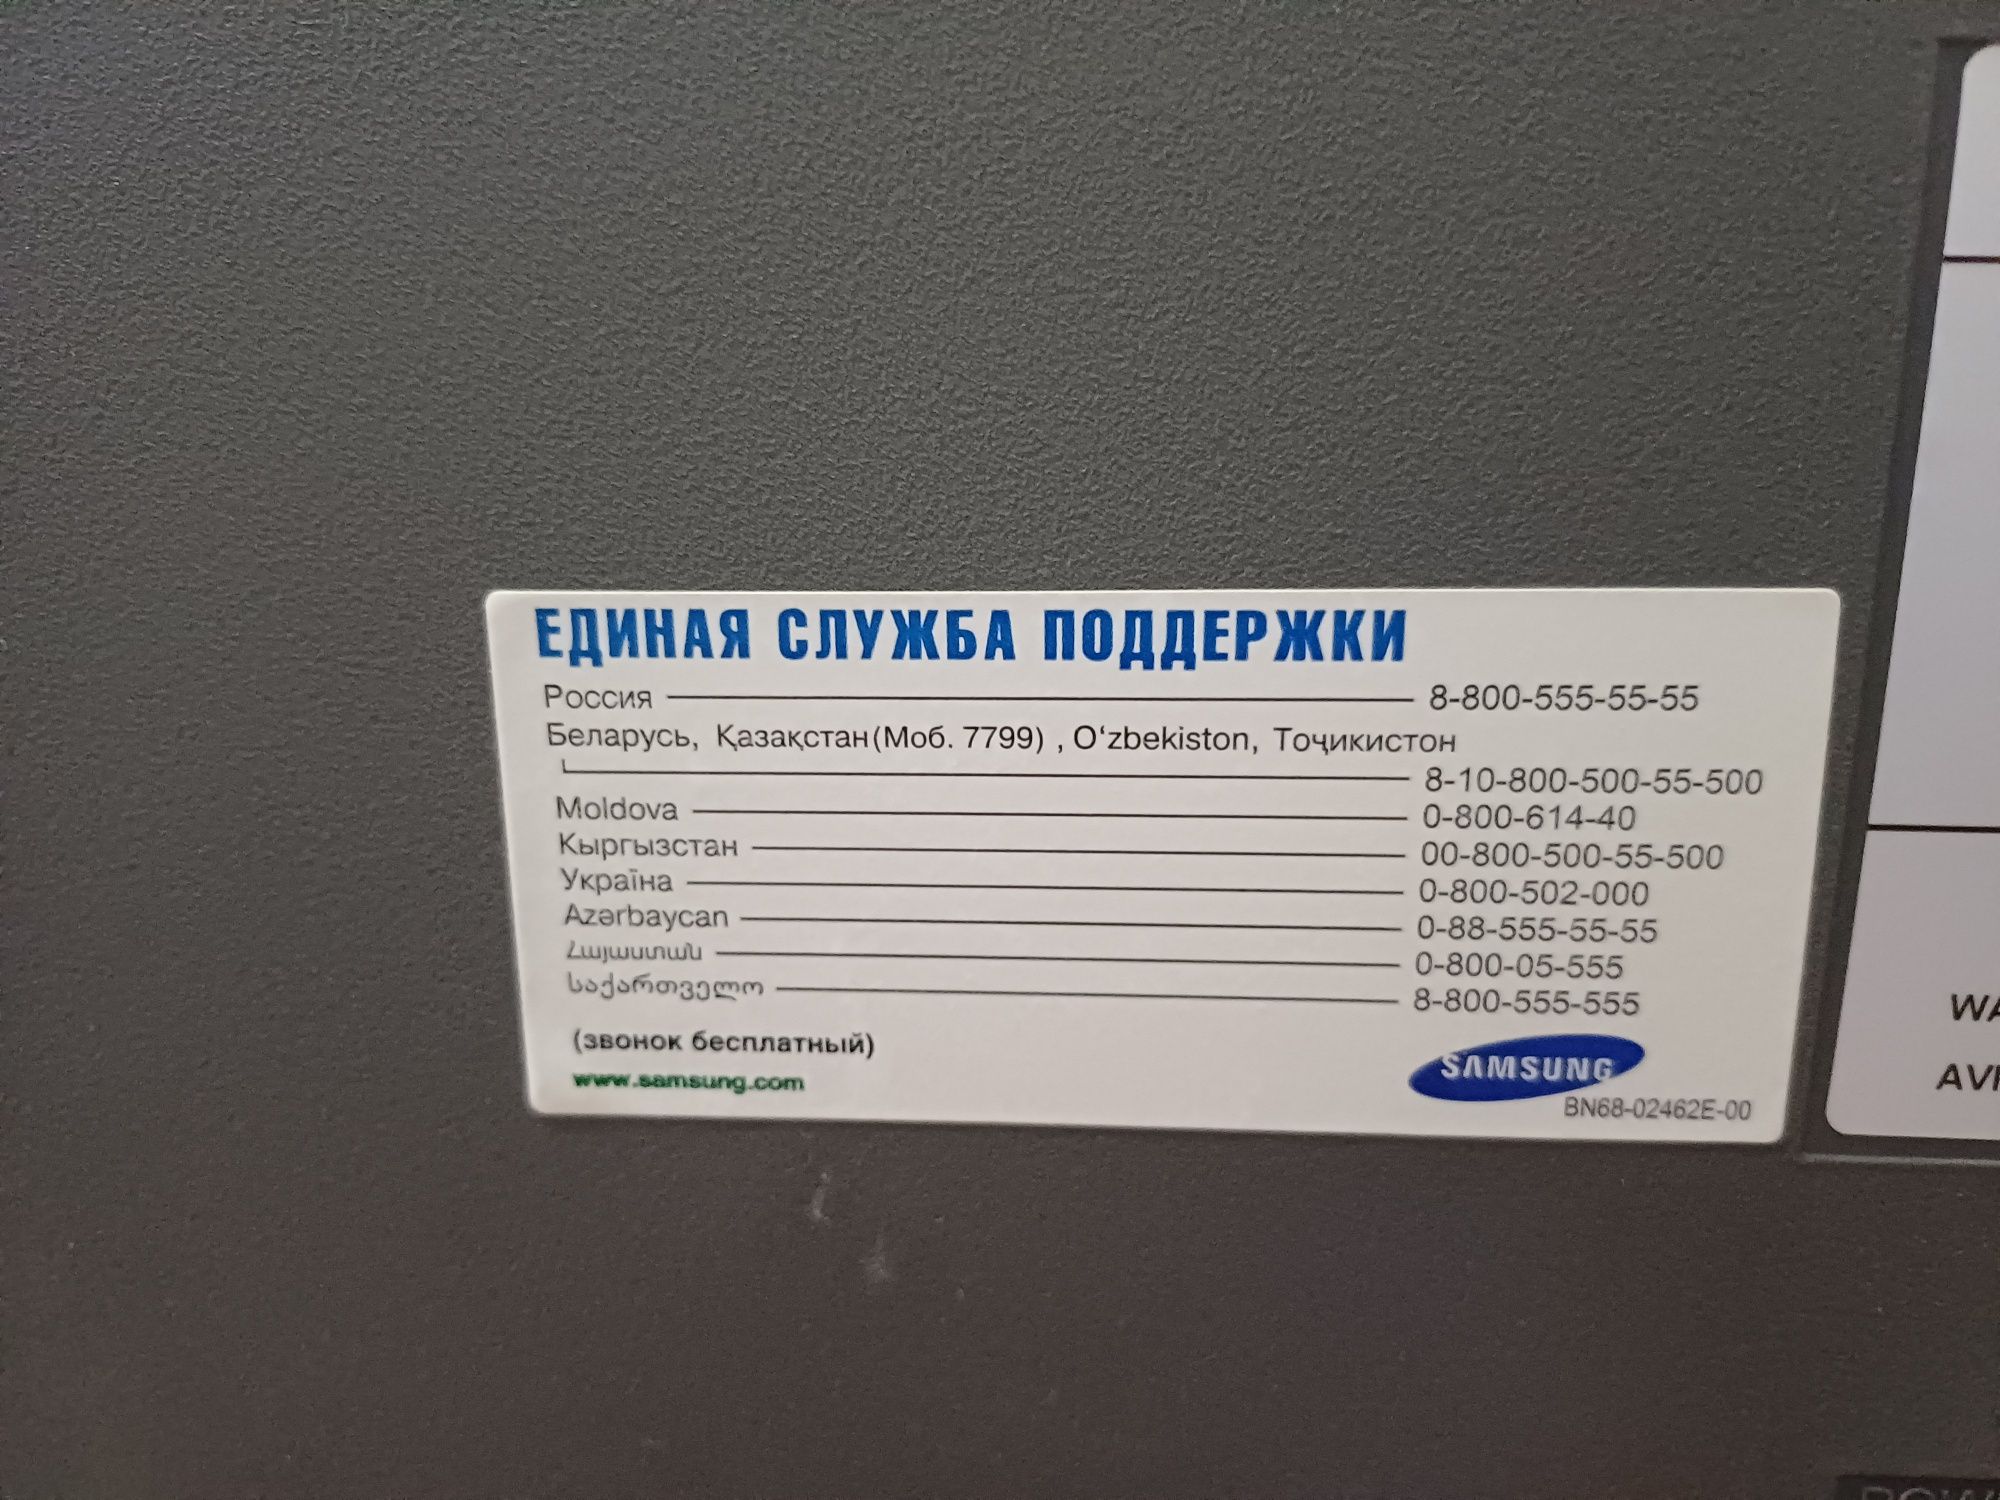 ЕДИНАЯ СЛУЖБА ПОДДЕРЖКИ
Россия 8-800-555-55-55
Беларусь, Қазақстан(Моб. 7799) , O‘zbekiston, Тоҷикистон
8-10-800-500-55-500
Moldova 0-800-614-40
Кыргызстан 00-800-500-55-500
Україна 0-800-502-000
Azərbaycan 0-88-555-55-55
Հայաստան 0-800-05-555
საქართველო 8-800-555-555
(звонок бесплатный)
www.samsung.com
SAMSUNG
BN68-02462E-00